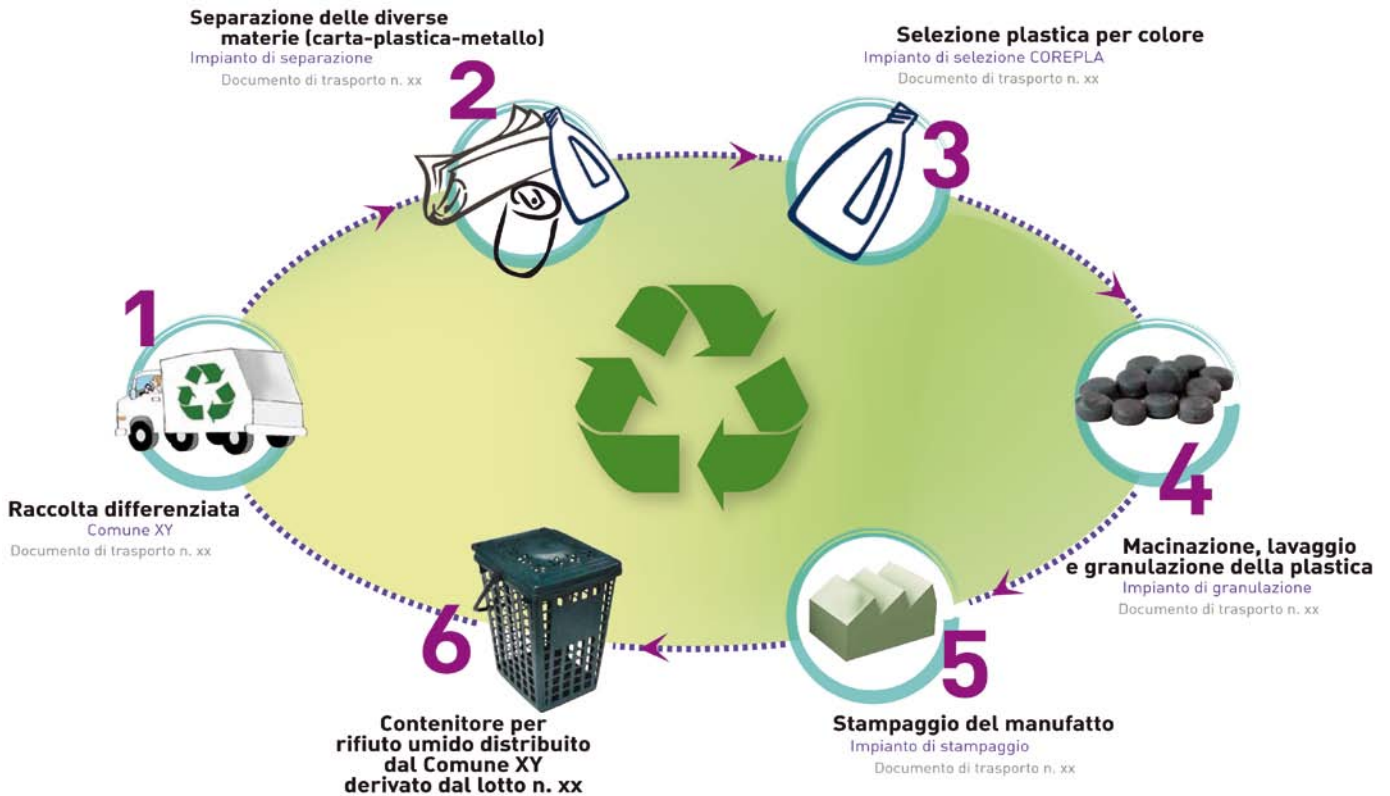 1
Raccolta differenziata
Comune XY
Documento di trasporto n. xx
Separazione delle diverse
materie (carta-plastica-metallo)
Impianto di separazione
Documento di trasporto n. xx
2
Selezione plastica per colore
Impianto di selezione COREPLA
Documento di trasporto n. xx
3
4
Macinazione, lavaggio
e granulazione della plastica
Impianto di granulazione
Documento di trasporto n. xx
5
Stampaggio del manufatto
Impianto di stampaggio
Documento di trasporto n. xx
6
Contenitore per
rifiuto umido distribuito
dal Comune XY
derivato dal lotto n. xx